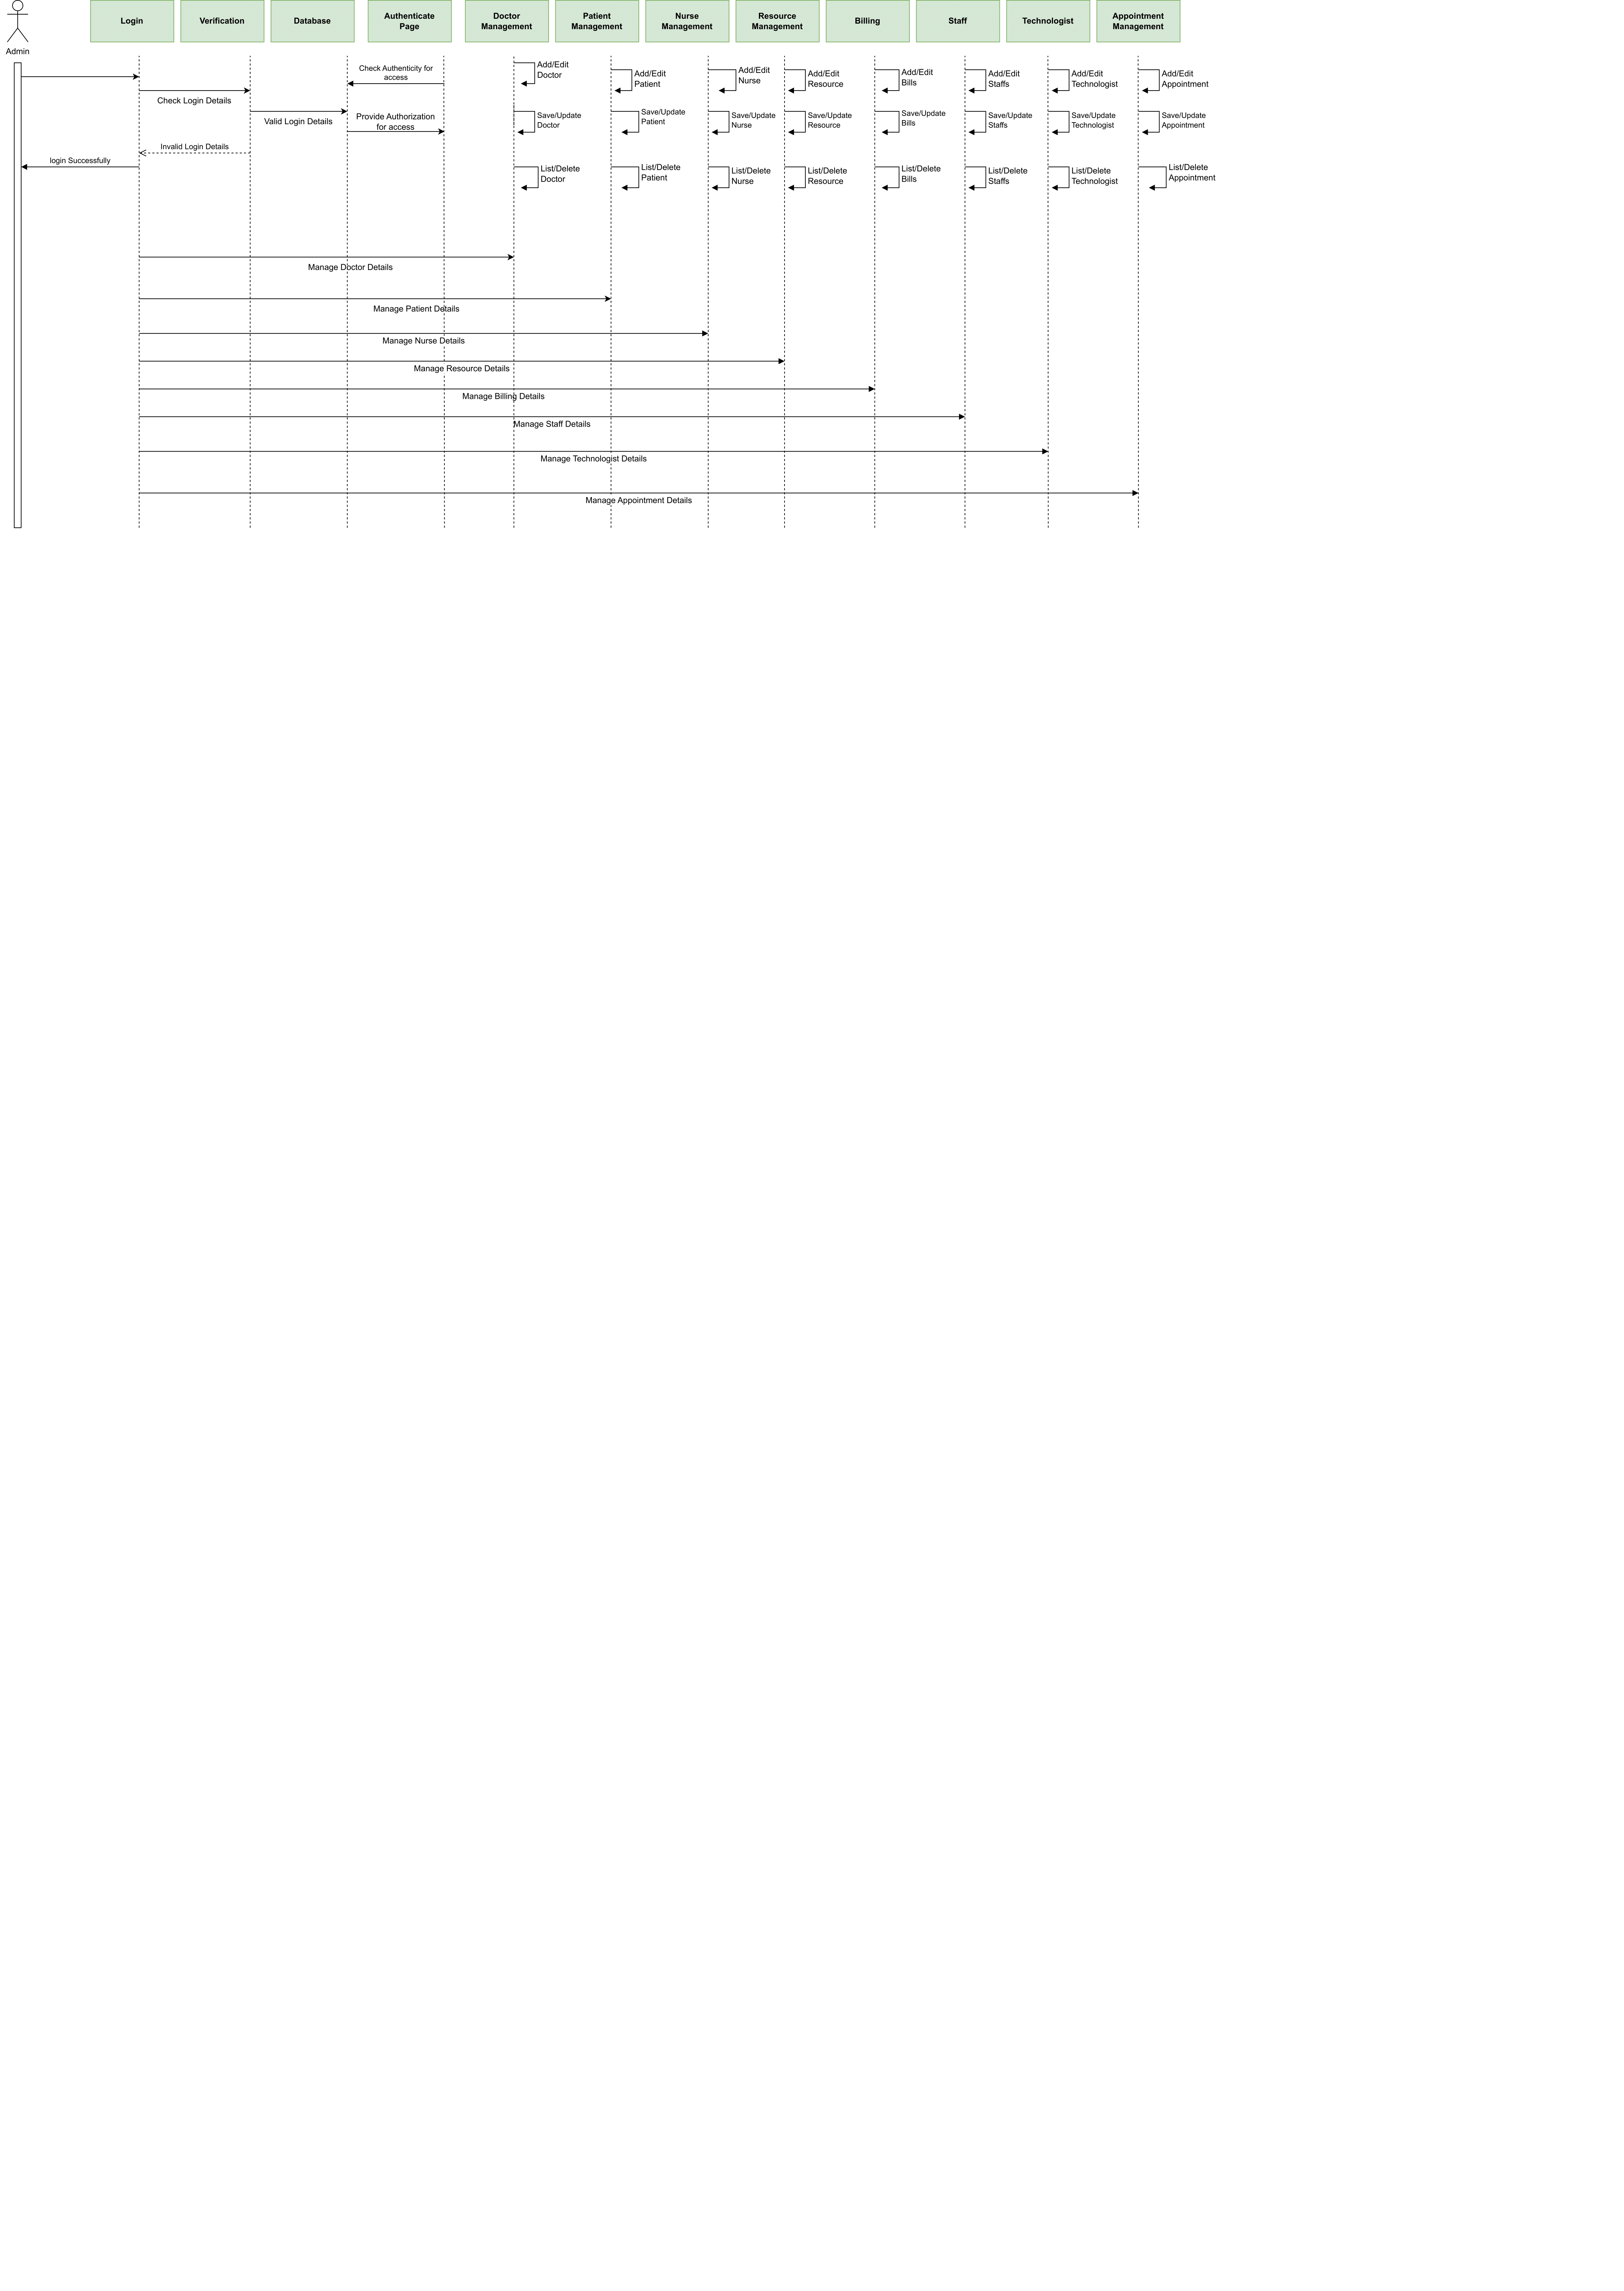 Admin
Login
Verification
Database
Authenticate
Page
Doctor
Management
Patient
Management
Nurse
Management
Resource
Management
Billing
Staff
Technologist
Appointment
Management
Check Authenticity for
access
Add/Edit
Doctor
Add/Edit
Patient
Add/Edit
Nurse
Add/Edit
Resource
Add/Edit
Bills
Add/Edit
Staffs
Add/Edit
Technologist
Add/Edit
Appointment
Check Login Details
Valid Login Details
Provide Authorization
for access
Save/Update
Doctor
Save/Update
Patient
Save/Update
Nurse
Save/Update
Resource
Save/Update
Bills
Save/Update
Staffs
Save/Update
Technologist
Save/Update
Appointment
Invalid Login Details
login Successfully
List/Delete
Doctor
List/Delete
Patient
List/Delete
Nurse
List/Delete
Resource
List/Delete
Bills
List/Delete
Staffs
List/Delete
Technologist
List/Delete
Appointment
Manage Doctor Details
Manage Patient Details
Manage Nurse Details
Manage Resource Details
Manage Billing Details
Manage Staff Details
Manage Technologist Details
Manage Appointment Details